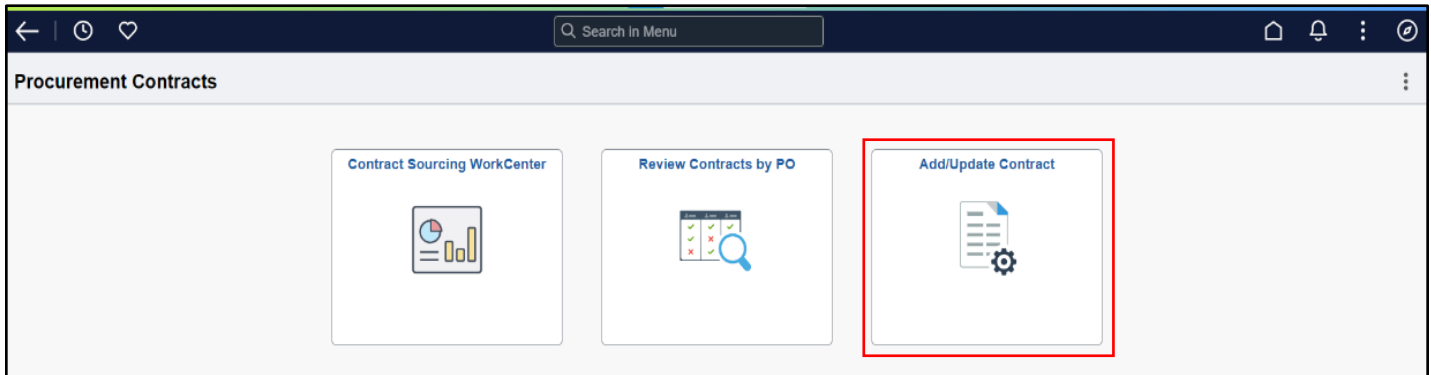 Search in Menu
Procurement Contracts
Contract Sourcing WorkCenter
Review Contracts by PO
Add/Update Contract